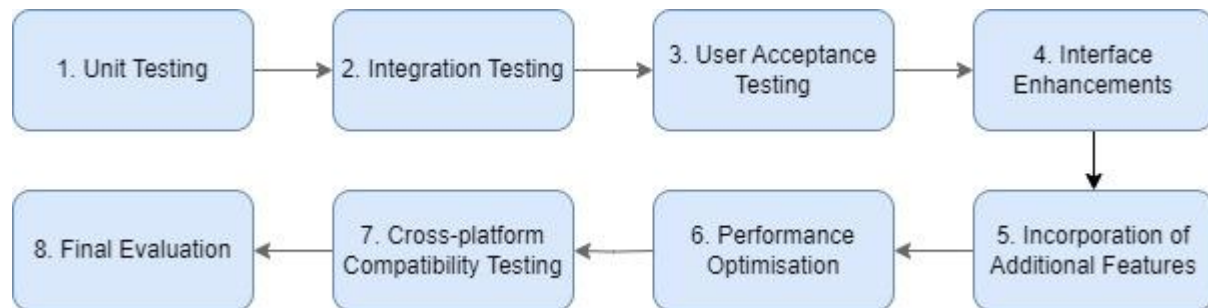 1. Unit Testing
2. Integration Testing
3. User Acceptance
Testing
4. Interface
Enhancements
5. Incorporation of
Additional Features
6. Performance
Optimisation
7. Cross-platform
Compatibility Testing
8. Final Evaluation